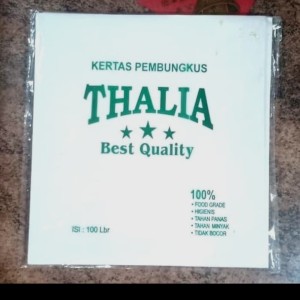 KERTAS PEMBUNGKUS
THALIA
Best Quality
100%
• FOOD GRADE
• HIGIENIS
• TAHAN PANAS
• TAHAN MINYAK
• TIDAK BOCOR
ISI : 100 Lbr